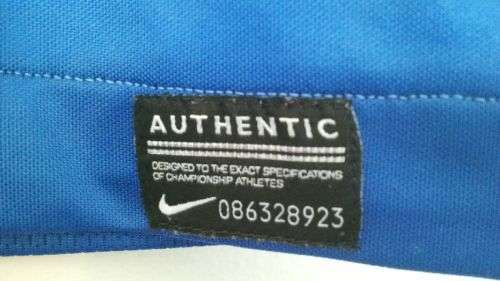 AUTHENTIC
DESIGNED TO THE EXACT SPECIFICATIONS
OF CHAMPIONSHIP ATHLETES
086328923